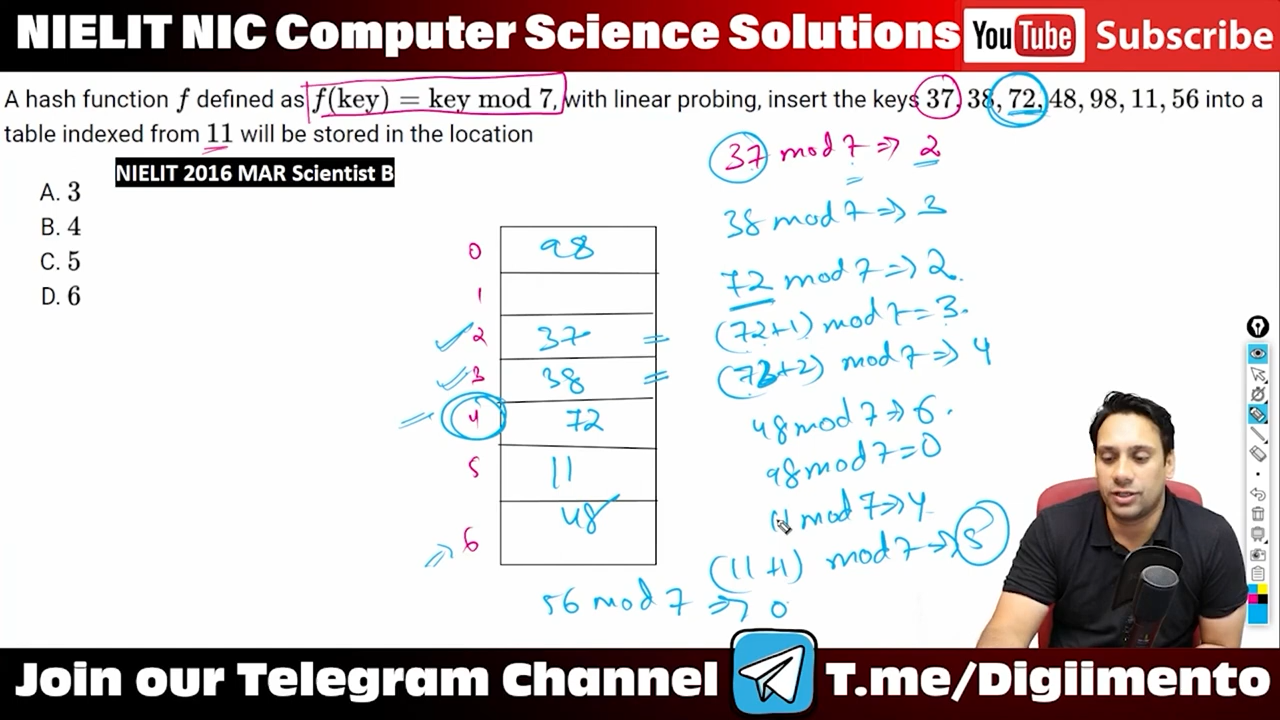 NIELIT NIC Computer Science Solutions YouTube Subscribe
A hash function f defined as f(key) = key mod 7, with linear probing, insert the keys 37, 38, 72, 48, 98, 11, 56 into a
table indexed from 11 will be stored in the location
NIELIT 2016 MAR Scientist B
A. 3
B. 4
C. 5
D. 6
0 98
1
2 37 =
3 38 =
= 4 72
5 11
⇒ 6 48
37 mod 7 ⇒ 2
38 mod 7 ⇒ 3
72 mod 7 ⇒ 2.
(72+1) mod 7 = 3.
(72+2) mod 7 ⇒ 4
48 mod 7 ⇒ 6.
98 mod 7 = 0
11 mod 7 ⇒ 4
(11+1) mod 7 ⇒ 5
56 mod 7 ⇒ 0
Join our Telegram Channel T.me/Digiimento